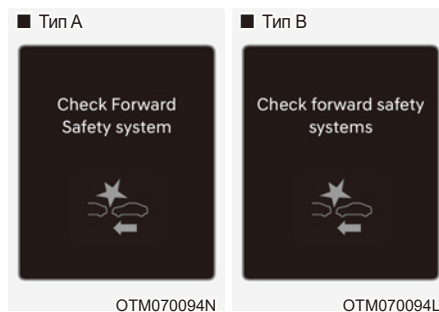 ■ Тип A
Check Forward
Safety system
OTM070094N
■ Тип B
Check forward safety
systems
OTM070094L